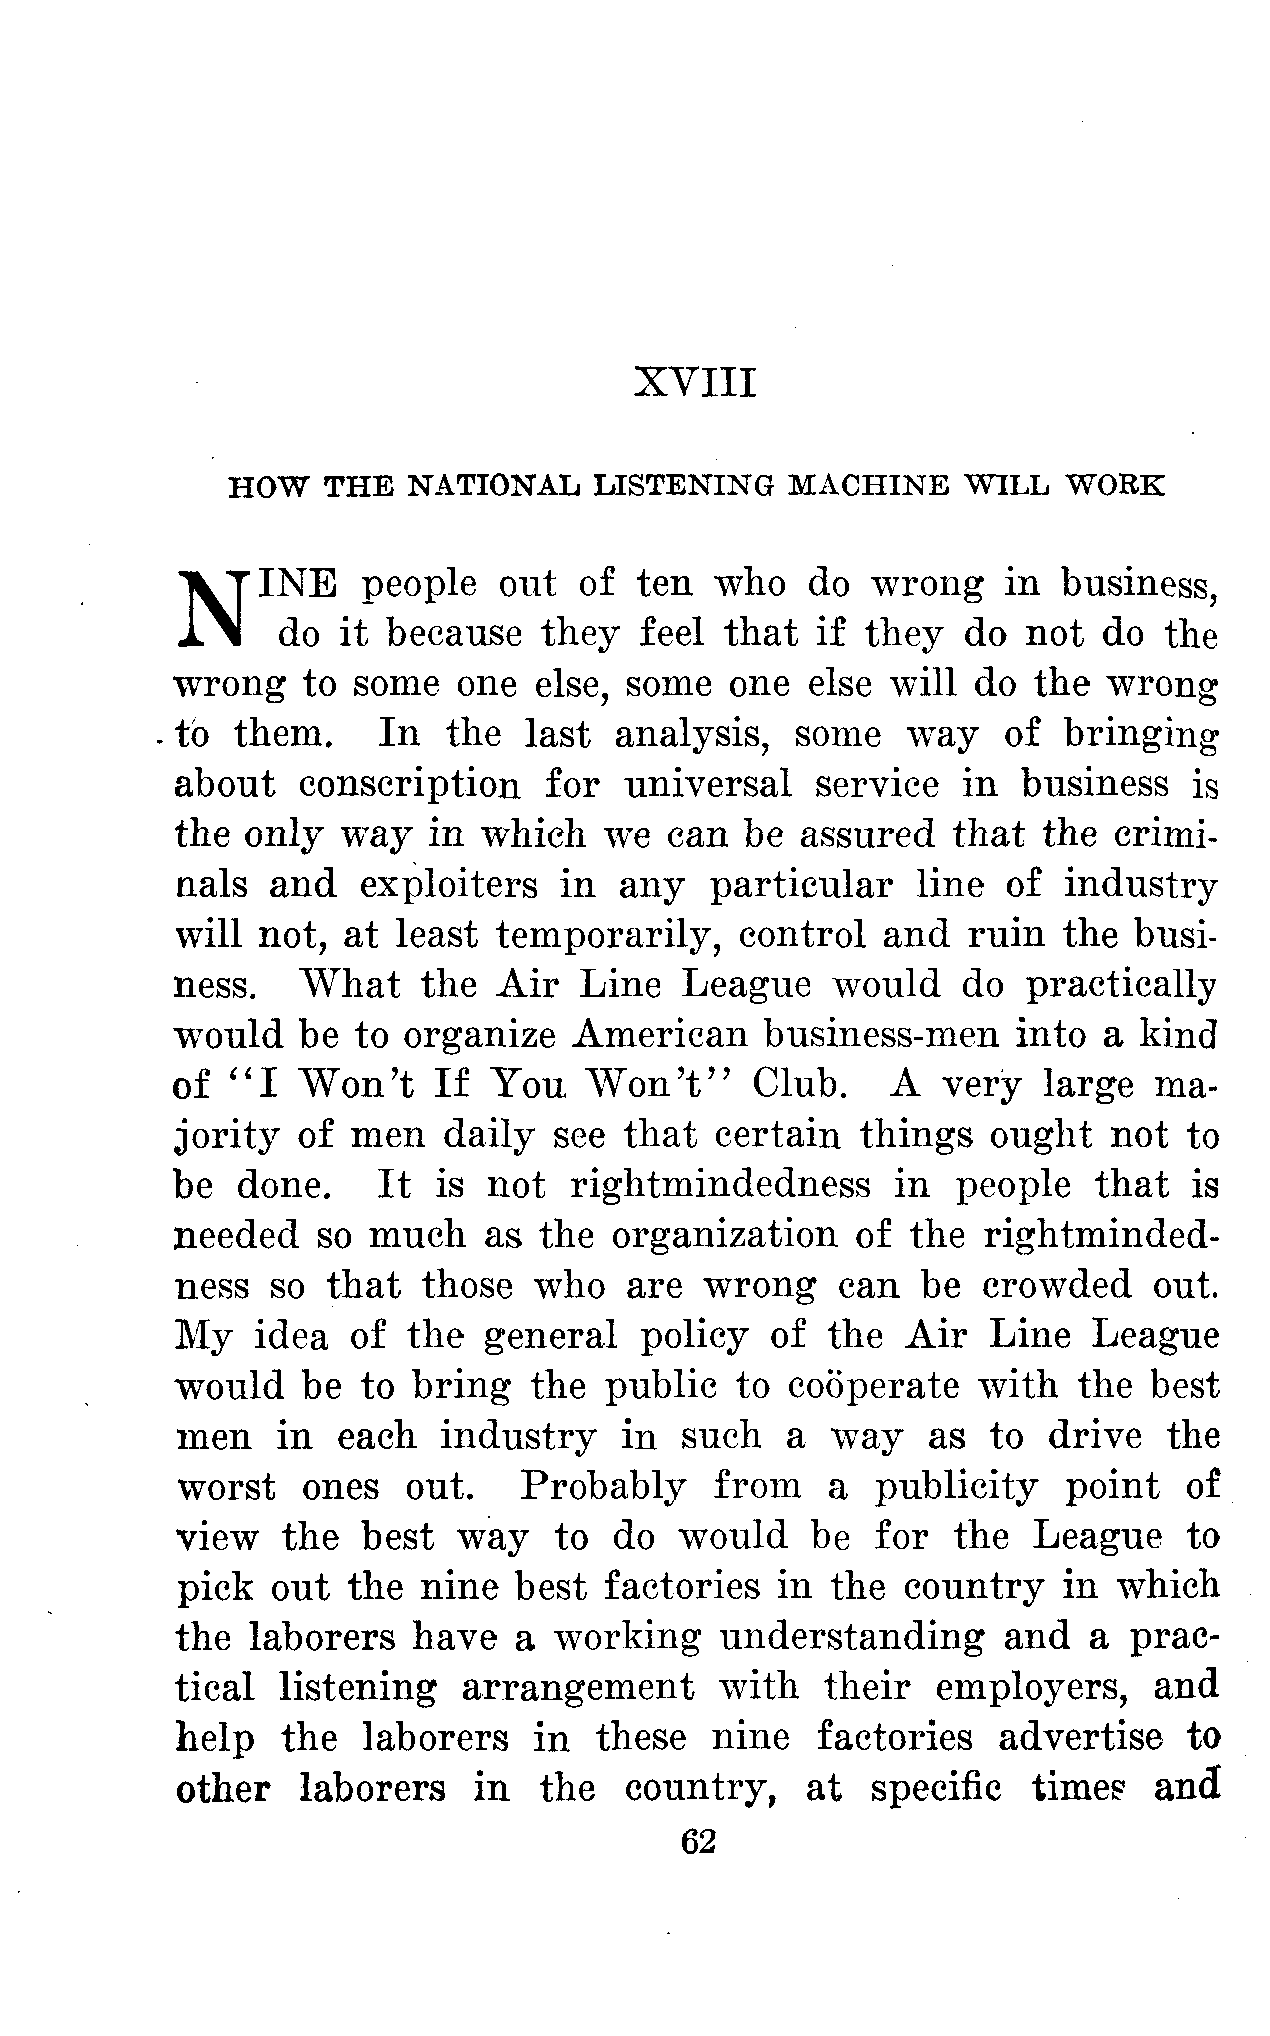 XVIII
HOW THE NATIONAL LISTENING MACHINE WILL WORK
NINE people out of ten who do wrong in business,
do it because they feel that if they do not do the
wrong to some one else, some one else will do the wrong
to them. In the last analysis, some way of bringing
about conscription for universal service in business is
the only way in which we can be assured that the crimi-
nals and exploiters in any particular line of industry
will not, at least temporarily, control and ruin the busi-
ness. What the Air Line League would do practically
would be to organize American business-men into a kind
of "I Won't If You Won't" Club. A very large ma-
jority of men daily see that certain things ought not to
be done. It is not rightmindedness in people that is
needed so much as the organization of the rightminded-
ness so that those who are wrong can be crowded out.
My idea of the general policy of the Air Line League
would be to bring the public to coöperate with the best
men in each industry in such a way as to drive the
worst ones out. Probably from a publicity point of
view the best way to do would be for the League to
pick out the nine best factories in the country in which
the laborers have a working understanding and a prac-
tical listening arrangement with their employers, and
help the laborers in these nine factories advertise to
other laborers in the country, at specific times and
62